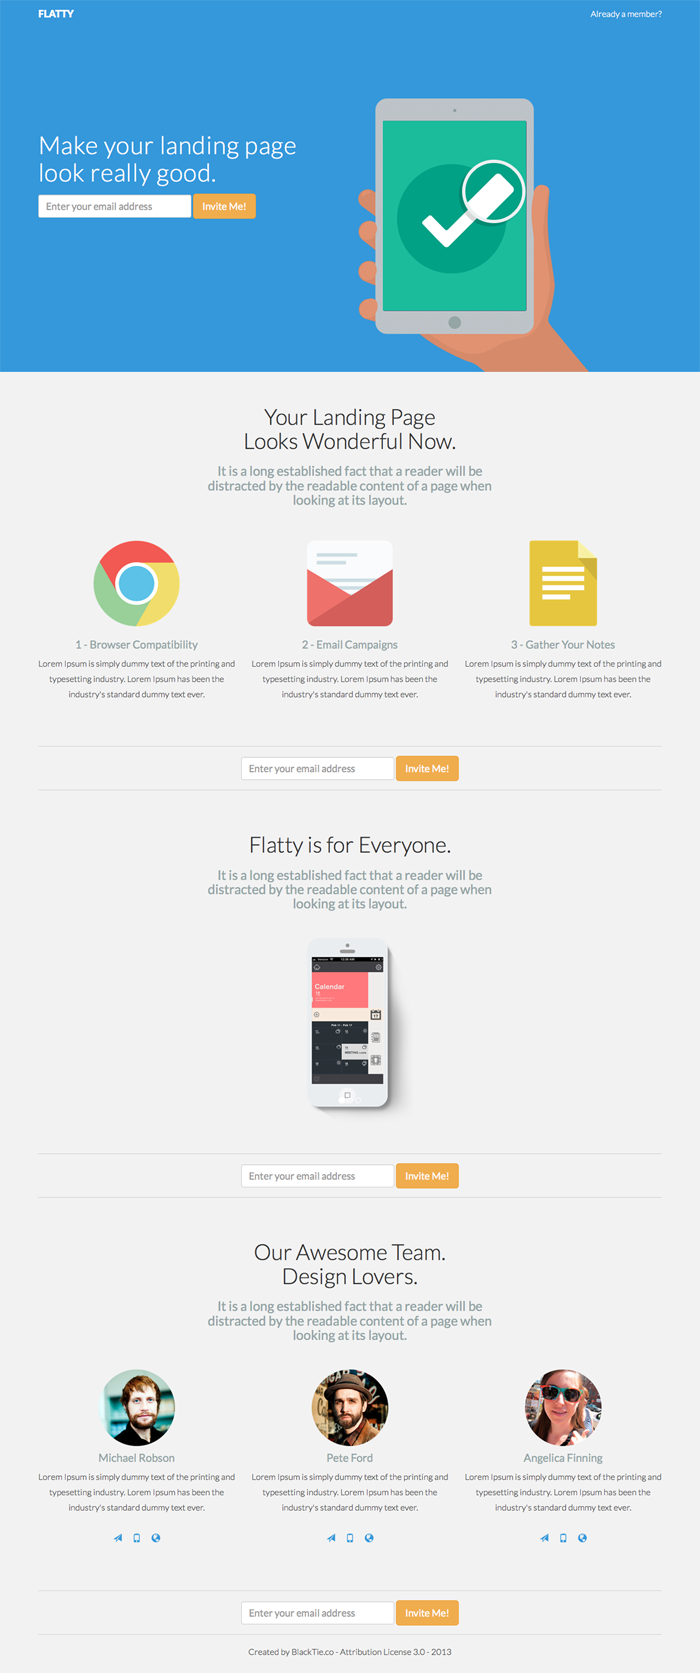 FLATTY
Already a member?
Make your landing page
look really good.
Enter your email address
Invite Me!
Your Landing Page
Looks Wonderful Now.
It is a long established fact that a reader will be
distracted by the readable content of a page when
looking at its layout.
1 - Browser Compatibility
Lorem Ipsum is simply dummy text of the printing and
typesetting industry. Lorem Ipsum has been the
industry's standard dummy text ever.
2 - Email Campaigns
Lorem Ipsum is simply dummy text of the printing and
typesetting industry. Lorem Ipsum has been the
industry's standard dummy text ever.
3 - Gather Your Notes
Lorem Ipsum is simply dummy text of the printing and
typesetting industry. Lorem Ipsum has been the
industry's standard dummy text ever.
Enter your email address
Invite Me!
Flatty is for Everyone.
It is a long established fact that a reader will be
distracted by the readable content of a page when
looking at its layout.
Calendar
Enter your email address
Invite Me!
Our Awesome Team.
Design Lovers.
It is a long established fact that a reader will be
distracted by the readable content of a page when
looking at its layout.
Michael Robson
Lorem Ipsum is simply dummy text of the printing and
typesetting industry. Lorem Ipsum has been the
industry's standard dummy text ever.
Pete Ford
Lorem Ipsum is simply dummy text of the printing and
typesetting industry. Lorem Ipsum has been the
industry's standard dummy text ever.
Angelica Finning
Lorem Ipsum is simply dummy text of the printing and
typesetting industry. Lorem Ipsum has been the
industry's standard dummy text ever.
Enter your email address
Invite Me!
Created by BlackTie.co - Attribution License 3.0 - 2013